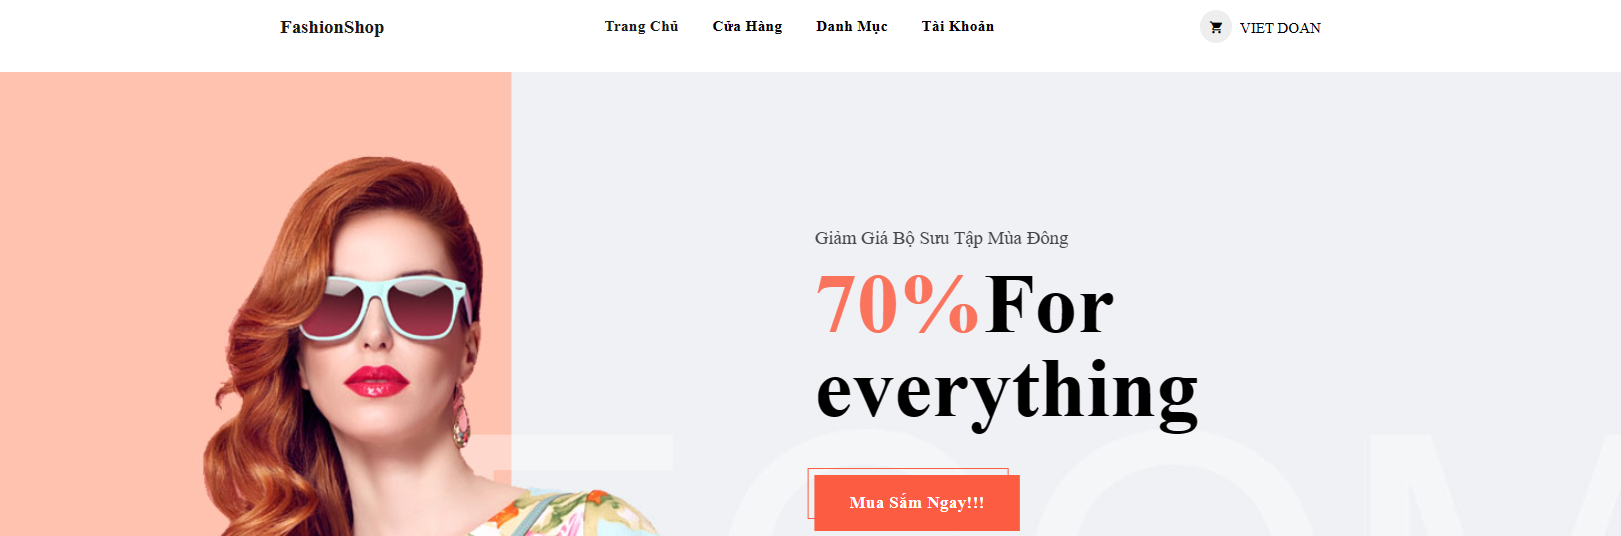 FashionShop
Trang Chủ
Cửa Hàng
Danh Mục
Tài Khoản
VIET DOAN
Giảm Giá Bộ Sưu Tập Mùa Đông
70%For
everything
Mua Sắm Ngay!!!